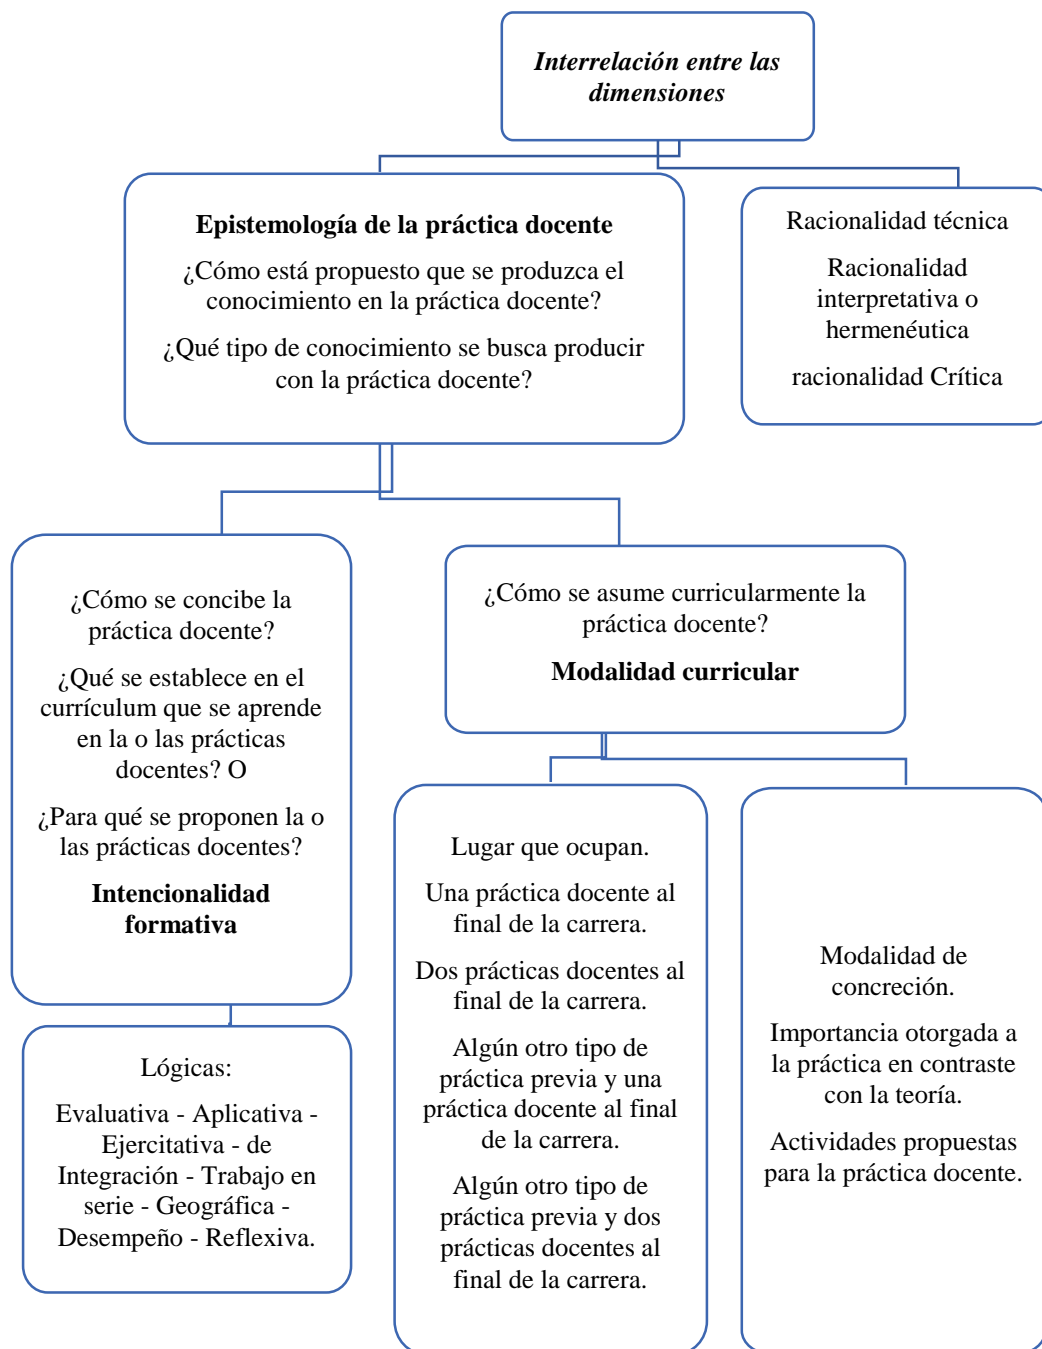 Interrelación entre las
dimensiones
Epistemología de la práctica docente
¿Cómo está propuesto que se produzca el
conocimiento en la práctica docente?
¿Qué tipo de conocimiento se busca producir
con la práctica docente?
Racionalidad técnica
Racionalidad
interpretativa o
hermenéutica
racionalidad Crítica
¿Cómo se concibe la
práctica docente?
¿Qué se establece en el
currículum que se aprende
en la o las prácticas
docentes? O
¿Para qué se proponen la o
las prácticas docentes?
Intencionalidad
formativa
¿Cómo se asume curricularmente la
práctica docente?
Modalidad curricular
Lógicas:
Evaluativa - Aplicativa -
Ejercitativa - de
Integración - Trabajo en
serie - Geográfica -
Desempeño - Reflexiva.
Lugar que ocupan.
Una práctica docente al
final de la carrera.
Dos prácticas docentes al
final de la carrera.
Algún otro tipo de
práctica previa y una
práctica docente al final
de la carrera.
Algún otro tipo de
práctica previa y dos
prácticas docentes al
final de la carrera.
Modalidad de
concreción.
Importancia otorgada a
la práctica en contraste
con la teoría.
Actividades propuestas
para la práctica docente.